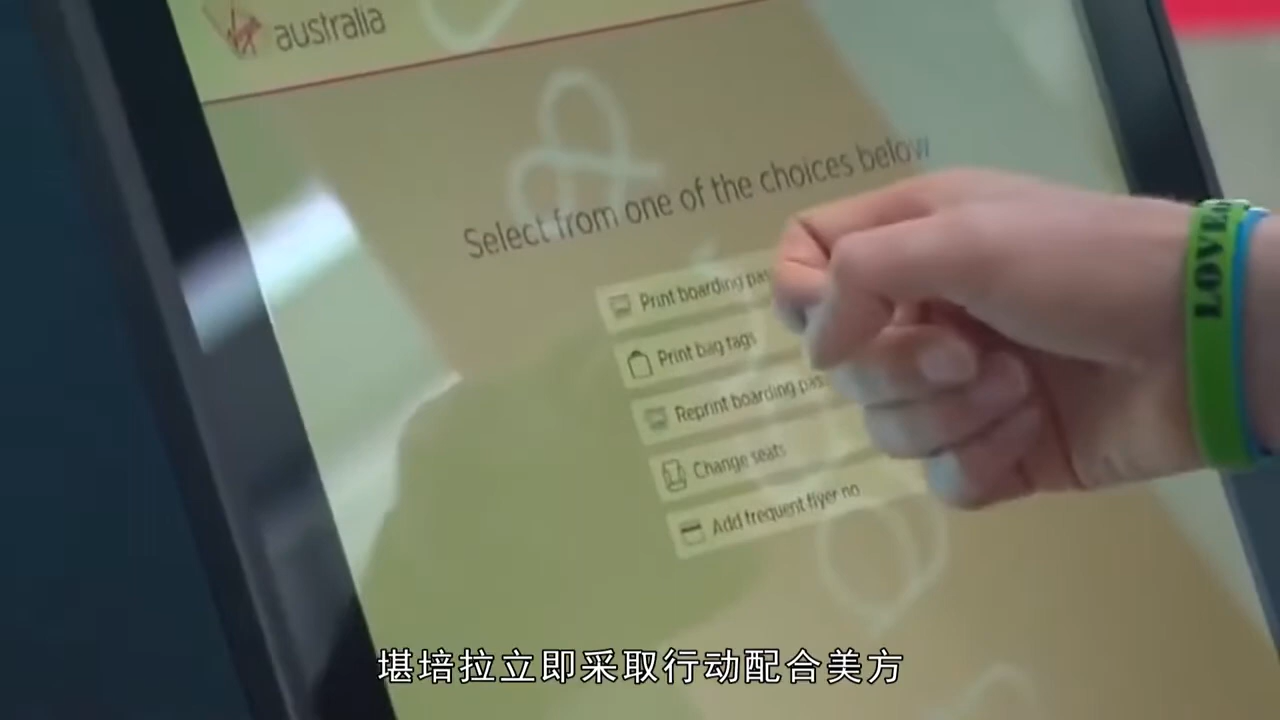 australia
Select from one of the choices below
Print boarding pas
Print bag tags
Reprint boarding pas
Change seats
Add frequent flyer no
LOVE
堪培拉立即采取行动配合美方